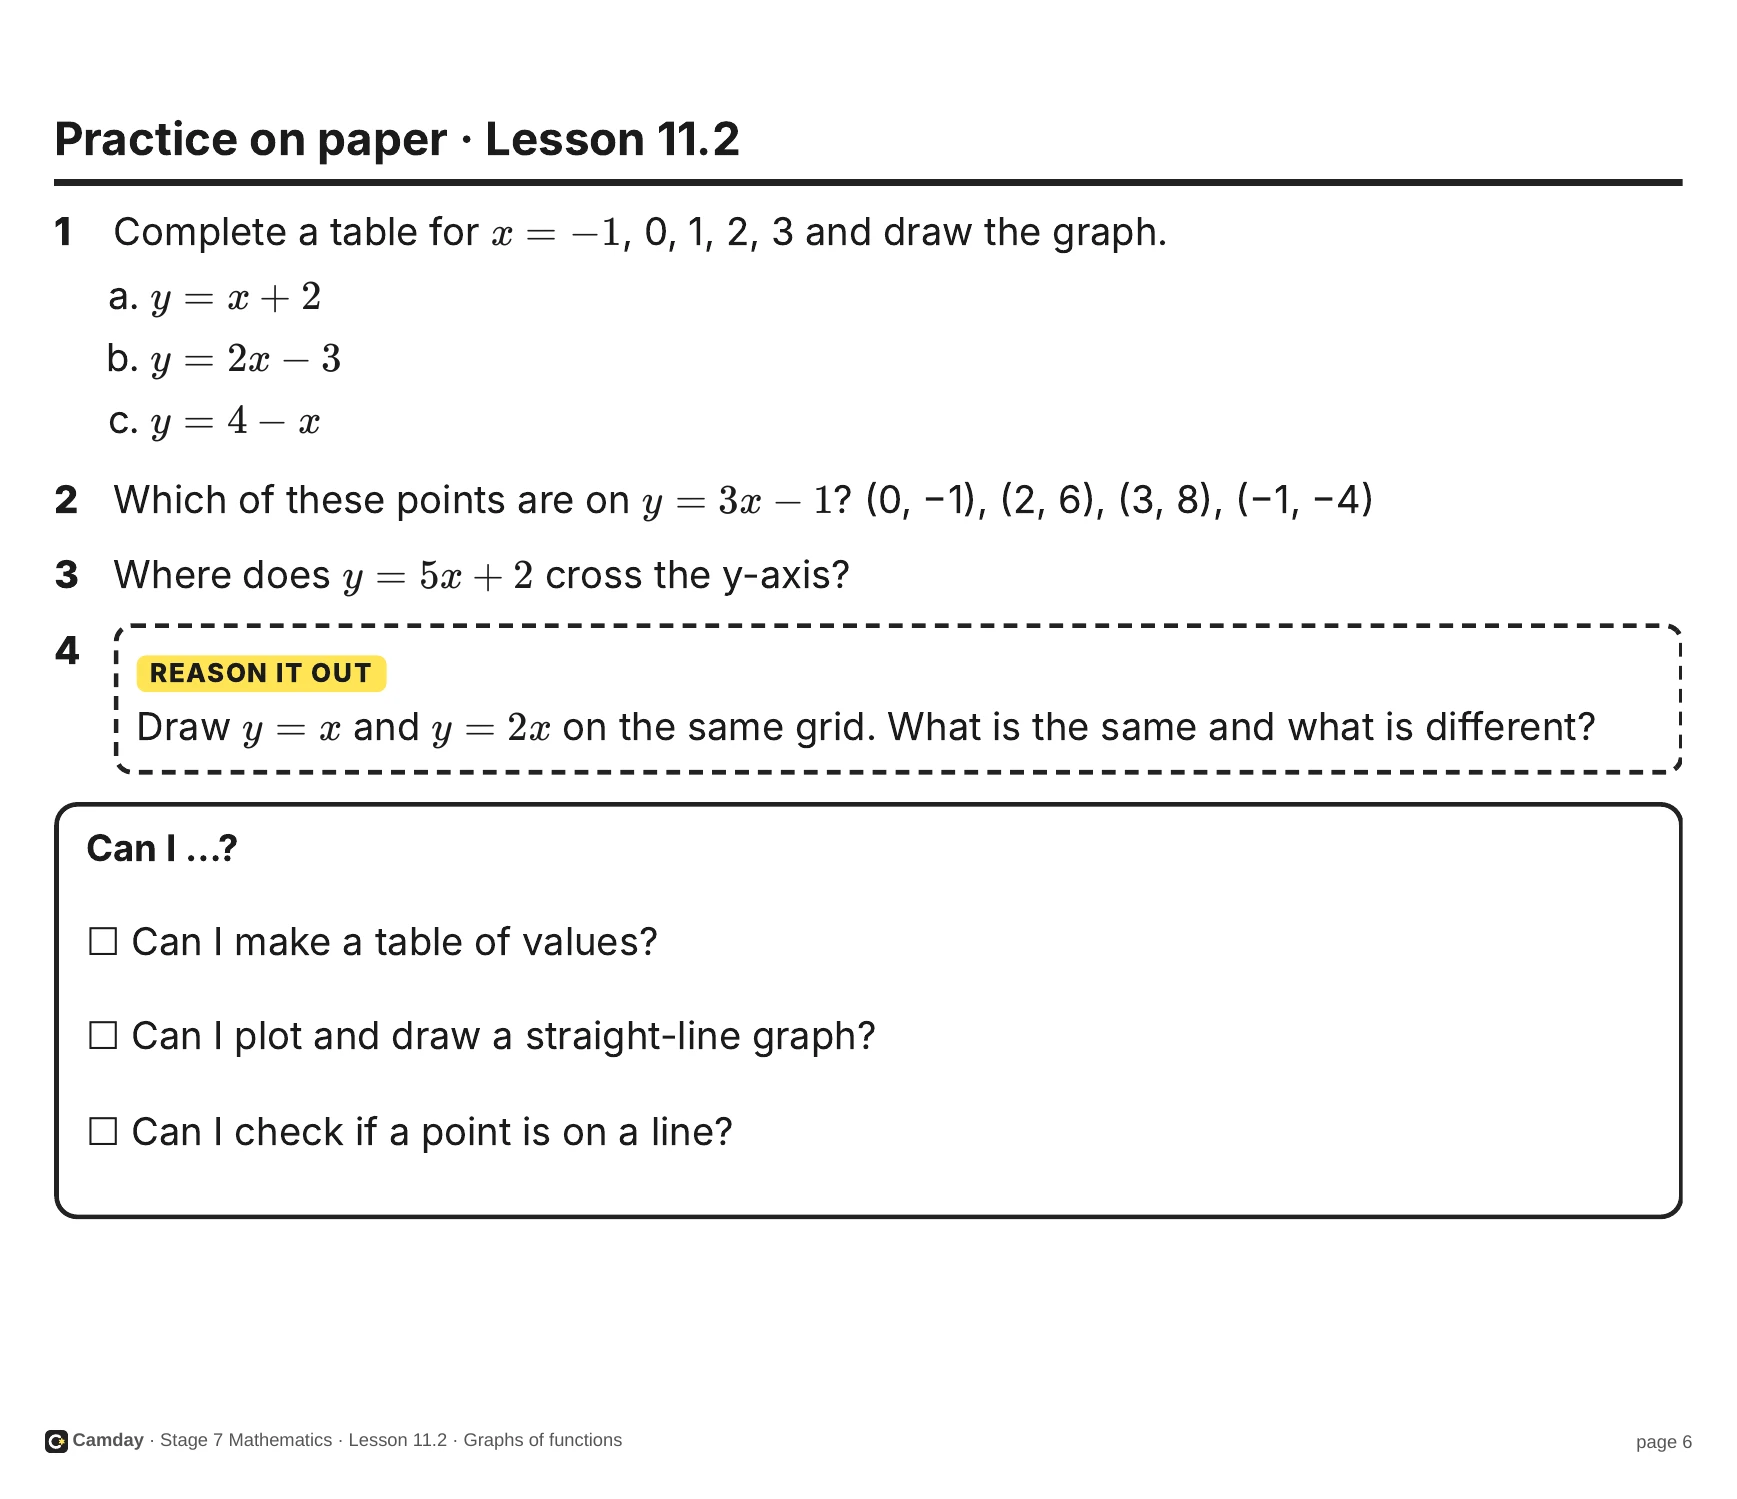 Practice on paper · Lesson 11.2
1 Complete a table for x = −1, 0, 1, 2, 3 and draw the graph.
a. y = x + 2
b. y = 2x − 3
c. y = 4 − x
2 Which of these points are on y = 3x − 1? (0, −1), (2, 6), (3, 8), (−1, −4)
3 Where does y = 5x + 2 cross the y-axis?
4
REASON IT OUT
Draw y = x and y = 2x on the same grid. What is the same and what is different?
Can I …?
☐ Can I make a table of values?
☐ Can I plot and draw a straight-line graph?
☐ Can I check if a point is on a line?
Camday · Stage 7 Mathematics · Lesson 11.2 · Graphs of functions
page 6